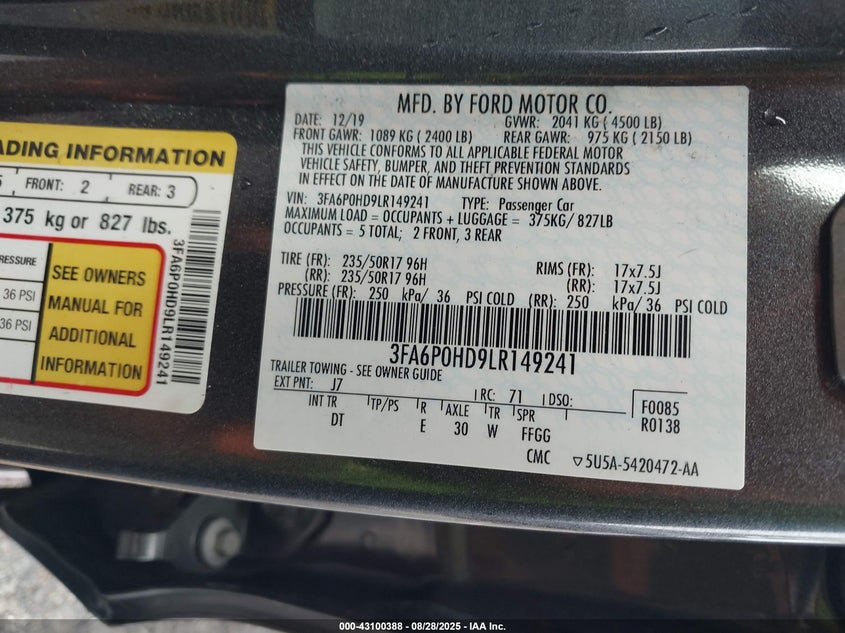 MFD. BY FORD MOTOR CO.
DATE: 12/19 GVWR: 2041 KG ( 4500 LB)
FRONT GAWR: 1089 KG ( 2400 LB) REAR GAWR: 975 KG ( 2150 LB)
THIS VEHICLE CONFORMS TO ALL APPLICABLE FEDERAL MOTOR
VEHICLE SAFETY, BUMPER, AND THEFT PREVENTION STANDARDS
IN EFFECT ON THE DATE OF MANUFACTURE SHOWN ABOVE.
VIN: 3FA6P0HD9LR149241 TYPE: Passenger Car
MAXIMUM LOAD = OCCUPANTS + LUGGAGE = 375KG/ 827LB
OCCUPANTS = 5 TOTAL; 2 FRONT, 3 REAR
TIRE (FR): 235/50R17 96H RIMS (FR): 17x7.5J
(RR): 235/50R17 96H (RR): 17x7.5J
PRESSURE (FR): 250 kPa/ 36 PSI COLD (RR): 250 kPa/ 36 PSI COLD
3FA6P0HD9LR149241
TRAILER TOWING - SEE OWNER GUIDE
EXT PNT: J7 RC: 71 DSO: F0085
INT TR TP/PS R AXLE TR SPR R0138
DT E 30 W FFGG
CMC ▽5U5A-5420472-AA
ADING INFORMATION
FRONT: 2 REAR: 3
375 kg or 827 lbs.
RESSURE
36 PSI
36 PSI
SEE OWNERS
MANUAL FOR
ADDITIONAL
INFORMATION
3FA6P0HD9LR149241
000-43100388 - 08/28/2025 - IAA Inc.